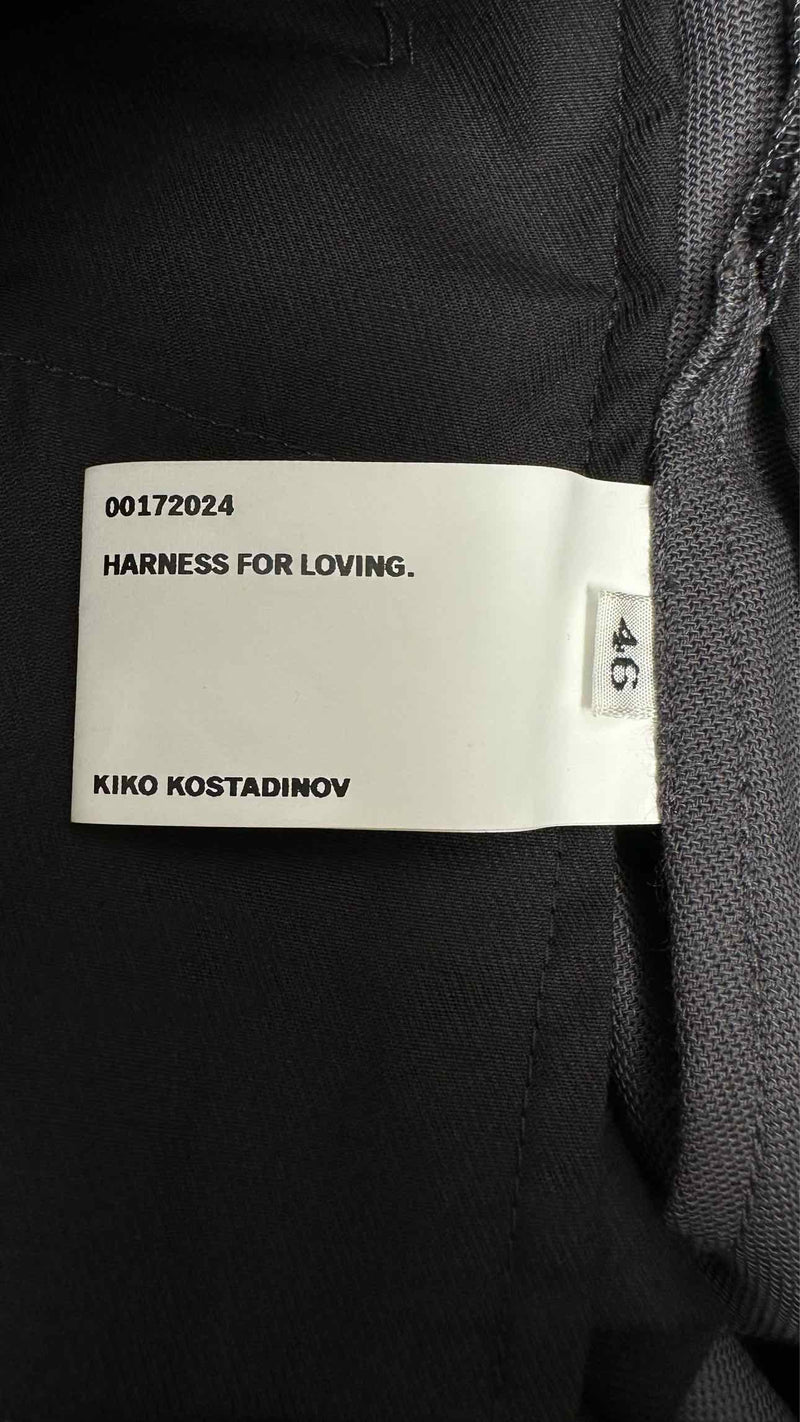 00172024
HARNESS FOR LOVING.
46
KIKO KOSTADINOV